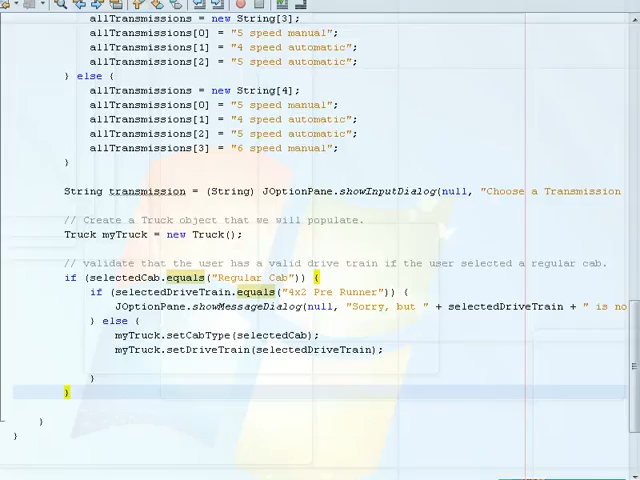 allTransmissions = new String[3];
allTransmissions[0] = "5 speed manual";
allTransmissions[1] = "4 speed automatic";
allTransmissions[2] = "5 speed automatic";
} else {
allTransmissions = new String[4];
allTransmissions[0] = "5 speed manual";
allTransmissions[1] = "4 speed automatic";
allTransmissions[2] = "5 speed automatic";
allTransmissions[3] = "6 speed manual";
}
String transmission = (String) JOptionPane.showInputDialog(null, "Choose a Transmission
// Create a Truck object that we will populate.
Truck myTruck = new Truck();
// validate that the user has a valid drive train if the user selected a regular cab.
if (selectedCab.equals("Regular Cab")) {
if (selectedDriveTrain.equals("4x2 Pre Runner")) {
JOptionPane.showMessageDialog(null, "Sorry, but " + selectedDriveTrain + " is no
} else {
myTruck.setCabType(selectedCab);
myTruck.setDriveTrain(selectedDriveTrain);
}
}
}
}